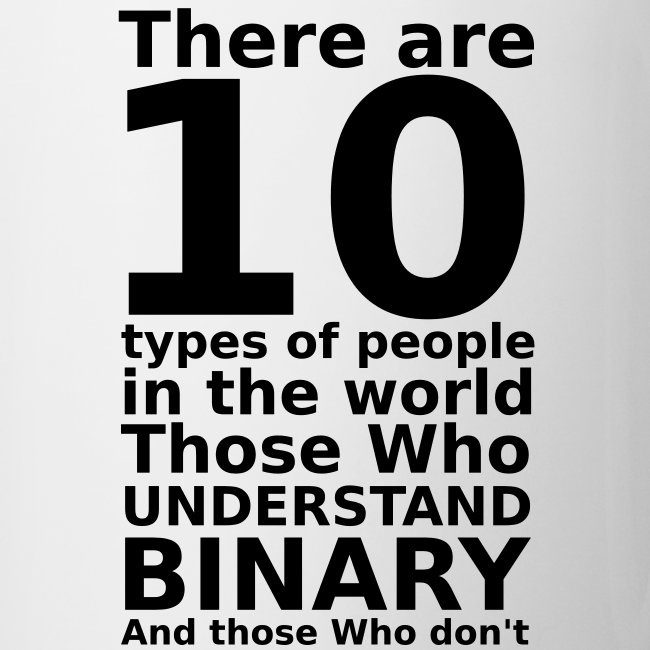 There are
10
types of people
in the world
Those Who
UNDERSTAND
BINARY
And those Who don't